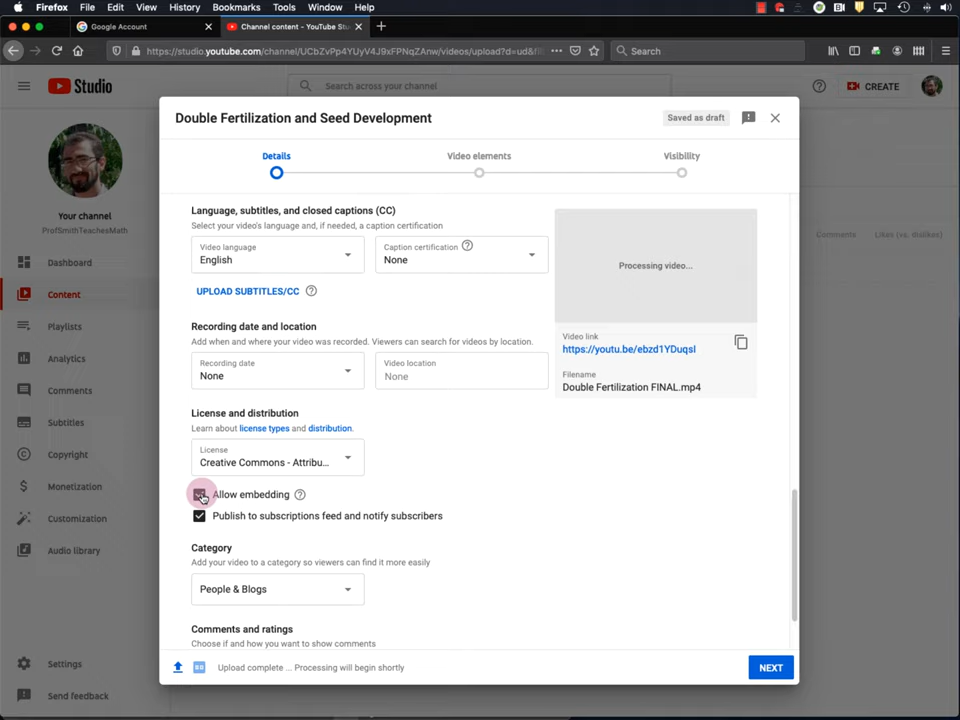 Firefox File Edit View History Bookmarks Tools Window Help
Google Account
Channel content - YouTube Stu
https://studio.youtube.com/channel/UCbZvPp4YUyV4J9xFPNqZAnw/videos/upload?d=ud&fil
Search
Studio
Search across your channel
CREATE
Double Fertilization and Seed Development
Saved as draft
Details
Video elements
Visibility
Your channel
ProfSmithTeachesMath
Dashboard
Content
Playlists
Analytics
Comments
Subtitles
Copyright
Monetization
Customization
Audio library
Settings
Send feedback
Language, subtitles, and closed captions (CC)
Select your video's language and, if needed, a caption certification
Video language
English
Caption certification
None
UPLOAD SUBTITLES/CC
Recording date and location
Add when and where your video was recorded. Viewers can search for videos by location.
Recording date
None
Video location
None
License and distribution
Learn about license types and distribution.
License
Creative Commons - Attribu...
Allow embedding
Publish to subscriptions feed and notify subscribers
Category
Add your video to a category so viewers can find it more easily
People & Blogs
Comments and ratings
Choose if and how you want to show comments
Processing video...
Video link
https://youtu.be/ebzd1YDuqsI
Filename
Double Fertilization FINAL.mp4
Comments
Likes (vs. dislikes)
Upload complete ... Processing will begin shortly
NEXT